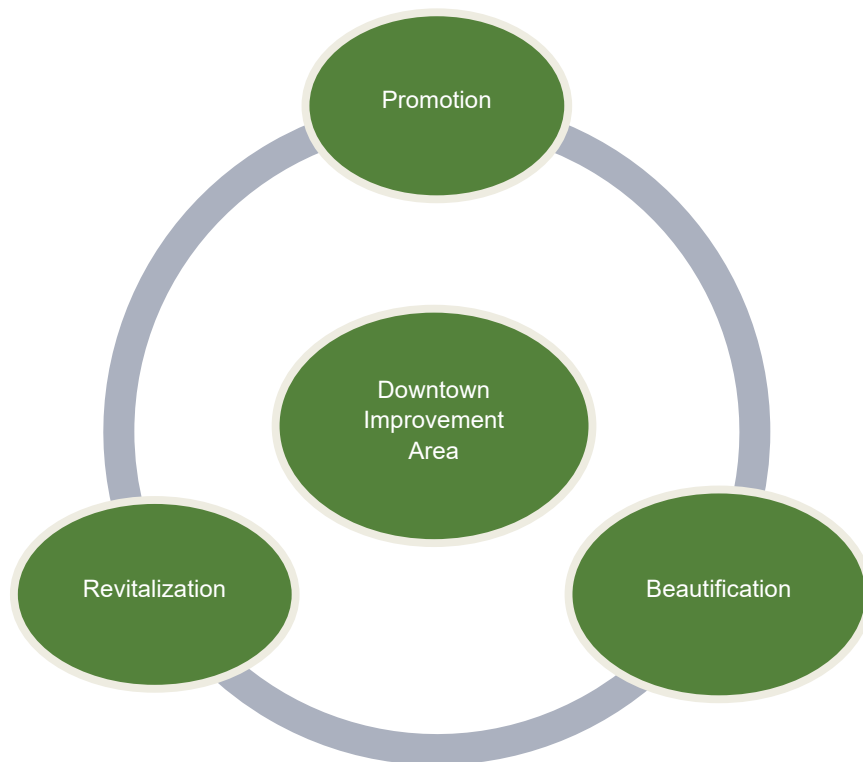 Promotion
Downtown
Improvement
Area
Revitalization
Beautification